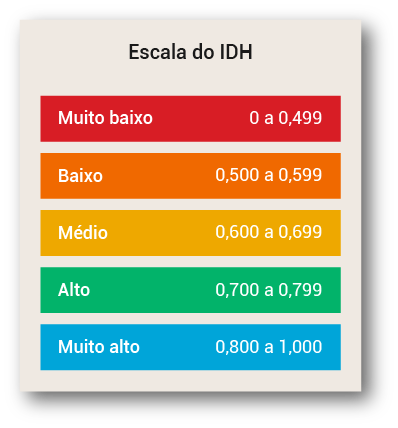 Escala do IDH
Muito baixo 0 a 0,499
Baixo 0,500 a 0,599
Médio 0,600 a 0,699
Alto 0,700 a 0,799
Muito alto 0,800 a 1,000